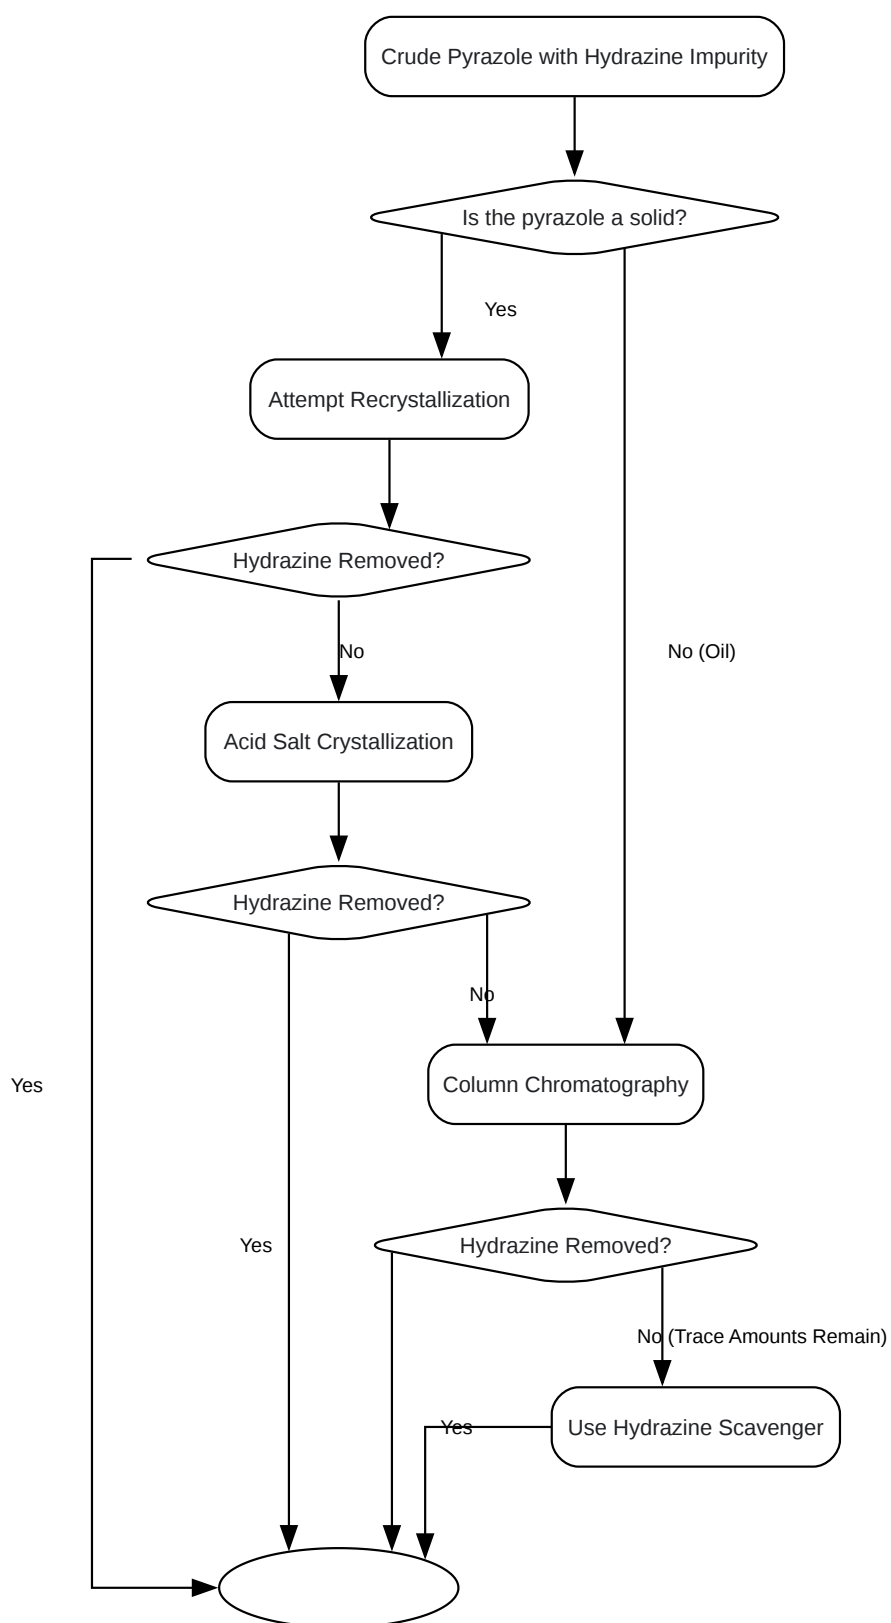 Crude Pyrazole with Hydrazine Impurity
Is the pyrazole a solid?
Yes
Attempt Recrystallization
Hydrazine Removed?
No
No (Oil)
Acid Salt Crystallization
Hydrazine Removed?
No
Yes
Column Chromatography
Yes
Hydrazine Removed?
No (Trace Amounts Remain)
Yes
Use Hydrazine Scavenger